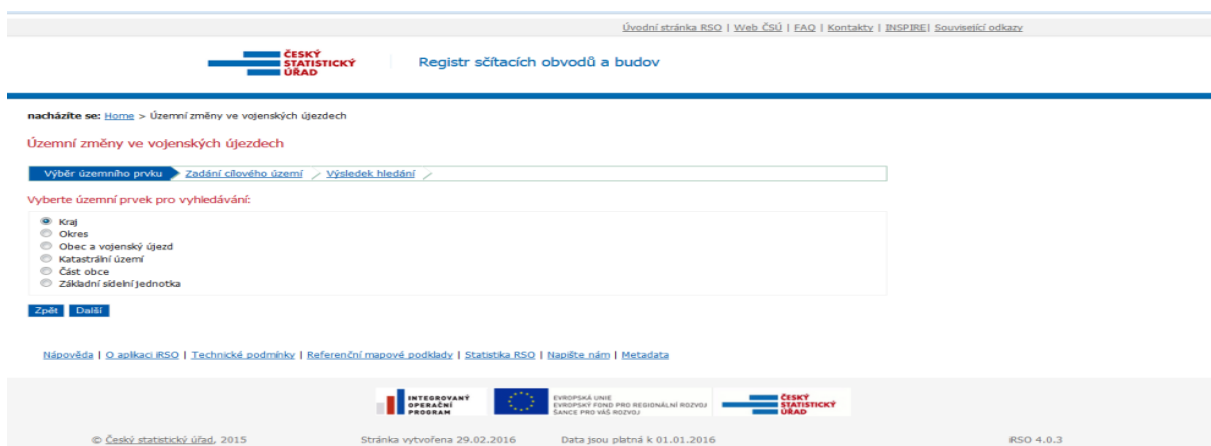 Úvodní stránka RSO | Web ČSÚ | FAQ | Kontakty | INSPIRE| Související odkazy
ČESKÝ
STATISTICKÝ
ÚŘAD
Registr sčítacích obvodů a budov
nacházíte se: Home > Územní změny ve vojenských újezdech
Územní změny ve vojenských újezdech
Výběr územního prvku Zadání cílového území Výsledek hledání
Vyberte územní prvek pro vyhledávání:
Kraj
Okres
Obec a vojenský újezd
Katastrální území
Část obce
Základní sídelní jednotka
Zpět Další
Nápověda | O aplikaci iRSO | Technické podmínky | Referenční mapové podklady | Statistika RSO | Napište nám | Metadata
INTEGROVANÝ
OPERAČNÍ
PROGRAM
EVROPSKÁ UNIE
EVROPSKÝ FOND PRO REGIONÁLNÍ ROZVOJ
ŠANCE PRO VÁŠ ROZVOJ
ČESKÝ
STATISTICKÝ
ÚŘAD
© Český statistický úřad, 2015 Stránka vytvořena 29.02.2016 Data jsou platná k 01.01.2016 iRSO 4.0.3